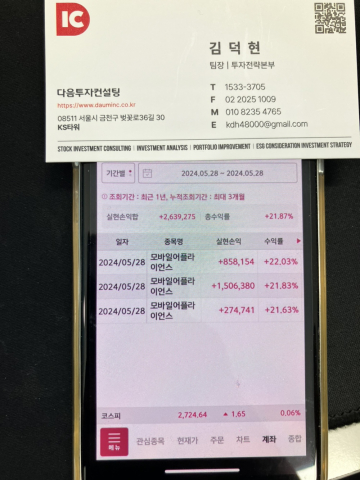 DC
김 덕 현
팀장 | 투자전략본부
다음투자컨설팅
https://www.dauminc.co.kr
08511 서울시 금천구 벚꽃로36길 30
KS타워
T 1533-3705
F 02 2025 1009
M 010 8235 4765
E kdh48000@gmail.com
STOCK INVESTMENT CONSULTING | INVESTMENT ANALYSIS | PORTFOLIO IMPROVEMENT | ESG CONSIDERATION INVESTMENT STRATEGY
기간별 2024.05.28 ~ 2024.05.28
조회기간 : 최근 1년, 누적조회기간 : 최대 3개월
실현손익합 +2,639,275 총수익률 +21.87%
일자 종목명 실현손익 수익률
2024/05/28 모바일어플라이언스 +858,154 +22.03%
2024/05/28 모바일어플라이언스 +1,506,380 +21.83%
2024/05/28 모바일어플라이언스 +274,741 +21.63%
코스피 2,724.64 ▲ 1.65 0.06%
메뉴 관심종목 현재가 주문 차트 계좌 종합